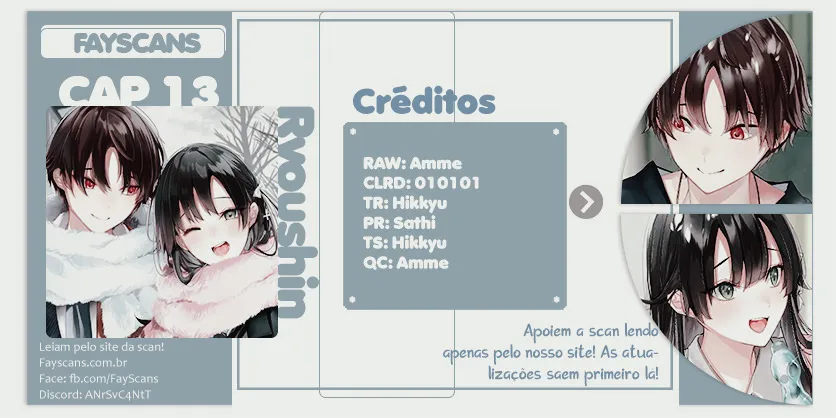 FAYSCANS
CAP 13
Ryoushin
Leiam pelo site da scan!
Fayscans.com.br
Face: fb.com/FayScans
Discord: ANrSvC4NtT
Créditos
RAW: Amme
CLRD: 010101
TR: Hikkyu
PR: Sathi
TS: Hikkyu
QC: Amme
Apoiem a scan lendo
apenas pelo nosso site! As atua-
lizações saem primeiro lá!